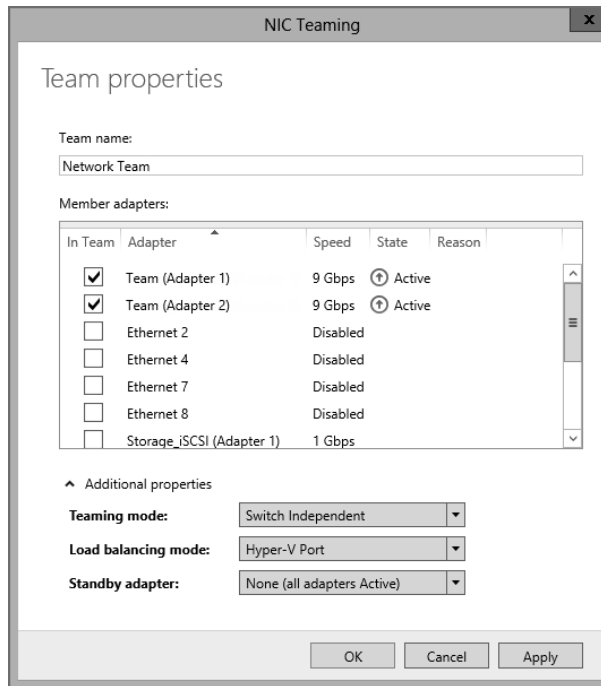 NIC Teaming
x
Team properties
Team name:
Network Team
Member adapters:
In Team Adapter Speed State Reason
Team (Adapter 1) 9 Gbps Active
Team (Adapter 2) 9 Gbps Active
Ethernet 2 Disabled
Ethernet 4 Disabled
Ethernet 7 Disabled
Ethernet 8 Disabled
Storage_iSCSI (Adapter 1) 1 Gbps
Additional properties
Teaming mode: Switch Independent
Load balancing mode: Hyper-V Port
Standby adapter: None (all adapters Active)
OK Cancel Apply